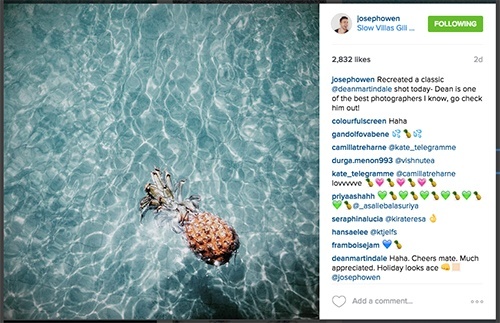 josephowen
Slow Villas Gili ...
FOLLOWING
2,832 likes
2d
josephowen Recreated a classic
@deanmartindale shot today- Dean is one
of the best photographers I know, go check
him out!
colourfulscreen Haha
gandolfovabene 💦🍍💦
camillatreharne @kate_telegramme
durga.menon993 @vishnutea
kate_telegramme @camillatreharne
lovvvvve 🍍💗🍍💗🍍💗🍍
priyaashahh 💚🍍💚🍍💚🍍💚🍍💚
💚🍍@_asaliebalasuriya
seraphinalucia @kirateresa 👌
hansaelee @ktjelfs
framboisejam 💙🍍
deanmartindale Haha. Cheers mate. Much
appreciated. Holiday looks ace 👊🏻
@josephowen
Add a comment...